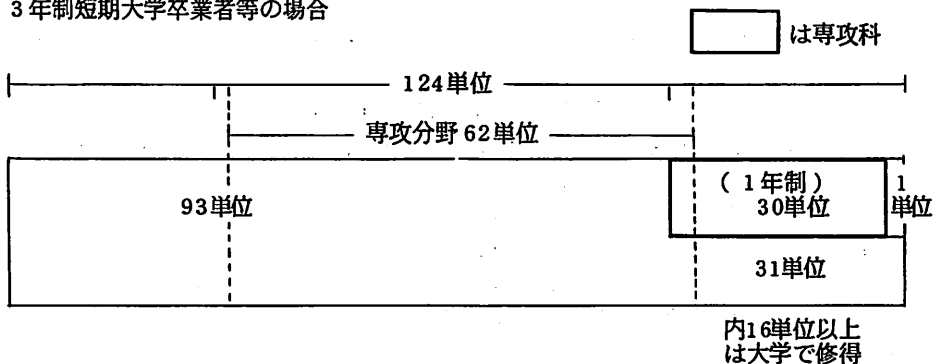 3年制短期大学卒業者等の場合
は専攻科
124単位
専攻分野62単位
93単位
(1年制)
30単位
1
単位
31単位
内16単位以上
は大学で修得